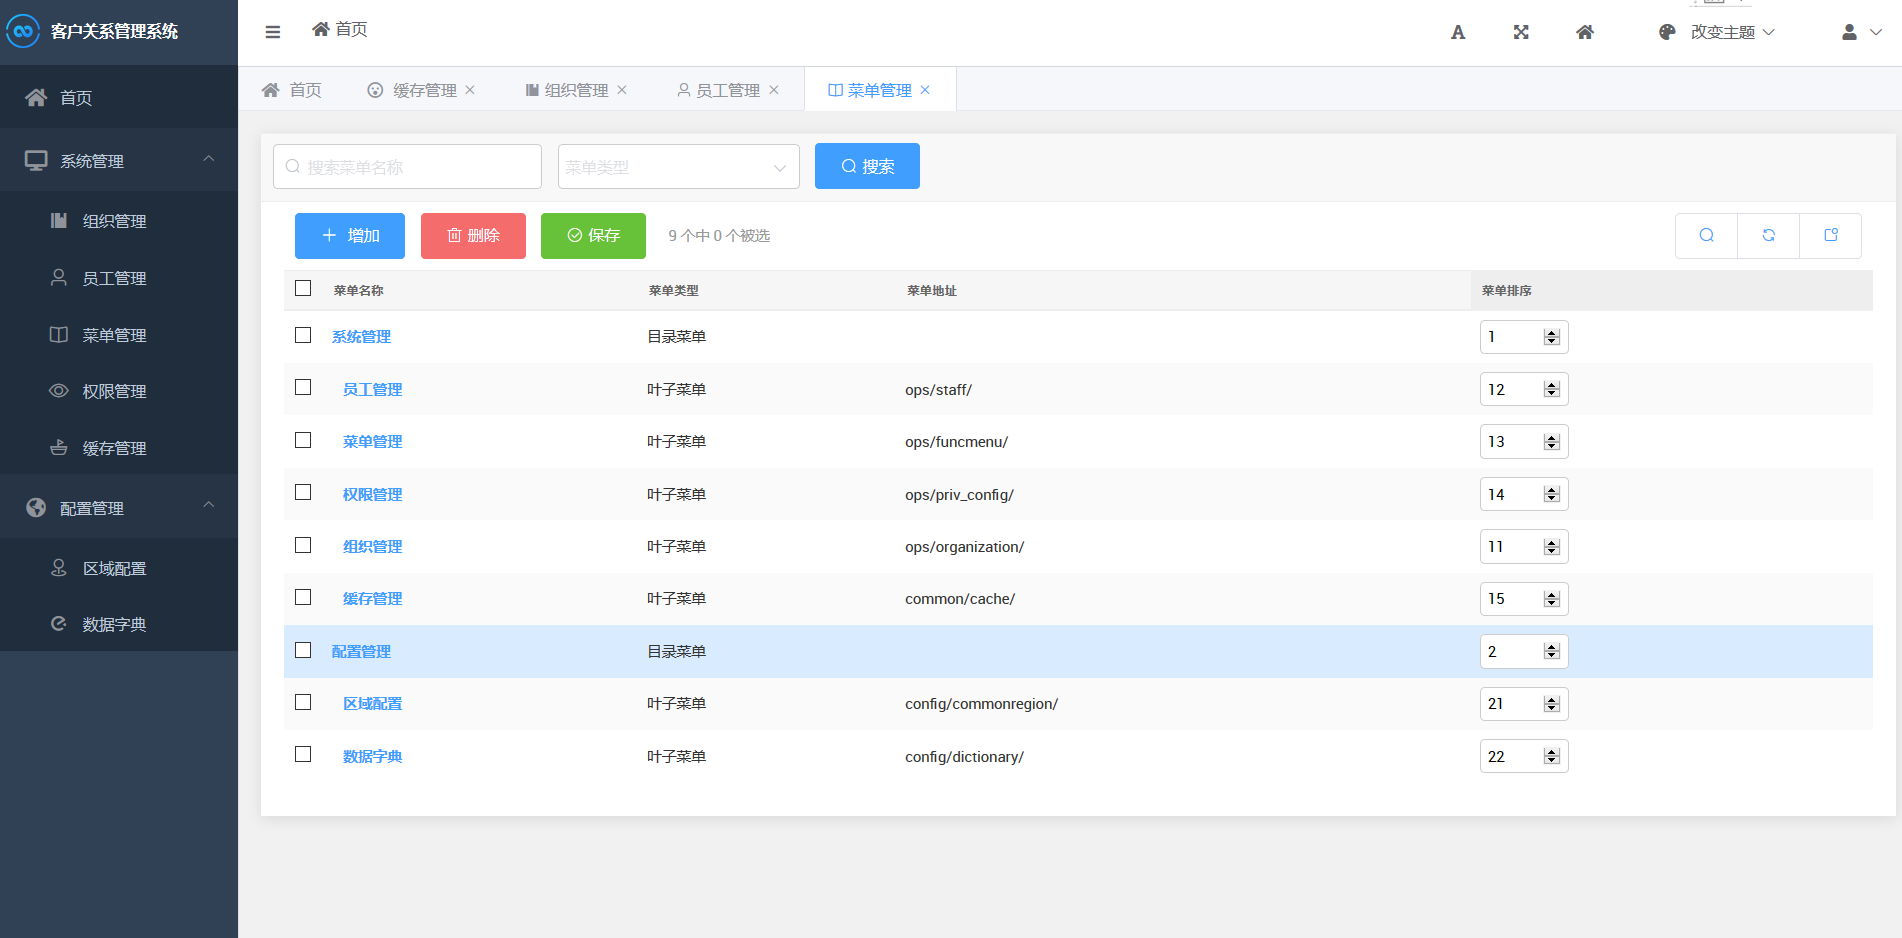 客户关系管理系统
首页
A
改变主题
首页
系统管理
组织管理
员工管理
菜单管理
权限管理
缓存管理
配置管理
区域配置
数据字典
首页 缓存管理 组织管理 员工管理 菜单管理
搜索菜单名称 菜单类型 搜索
增加 删除 保存 9 个中 0 个被选
菜单名称 菜单类型 菜单地址 菜单排序
系统管理 目录菜单 1
员工管理 叶子菜单 ops/staff/ 12
菜单管理 叶子菜单 ops/funcmenu/ 13
权限管理 叶子菜单 ops/priv_config/ 14
组织管理 叶子菜单 ops/organization/ 11
缓存管理 叶子菜单 common/cache/ 15
配置管理 目录菜单 2
区域配置 叶子菜单 config/commonregion/ 21
数据字典 叶子菜单 config/dictionary/ 22